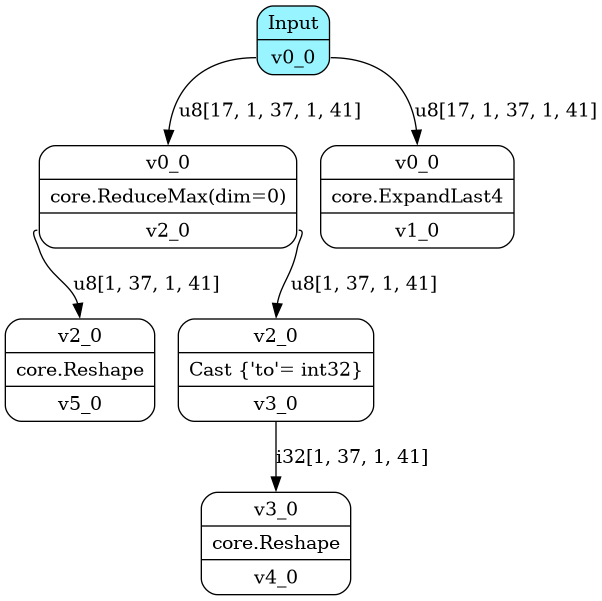 Input
v0_0
u8[17, 1, 37, 1, 41]
u8[17, 1, 37, 1, 41]
v0_0
core.ReduceMax(dim=0)
v2_0
v0_0
core.ExpandLast4
v1_0
u8[1, 37, 1, 41]
u8[1, 37, 1, 41]
v2_0
core.Reshape
v5_0
v2_0
Cast {'to'= int32}
v3_0
i32[1, 37, 1, 41]
v3_0
core.Reshape
v4_0